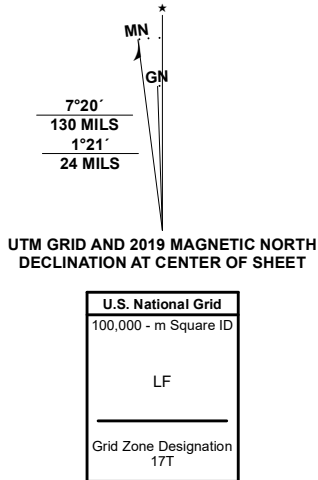 ★
MN
GN
7°20´
130 MILS
1°21´
24 MILS
UTM GRID AND 2019 MAGNETIC NORTH
DECLINATION AT CENTER OF SHEET
U.S. National Grid
100,000 - m Square ID
LF
Grid Zone Designation
17T